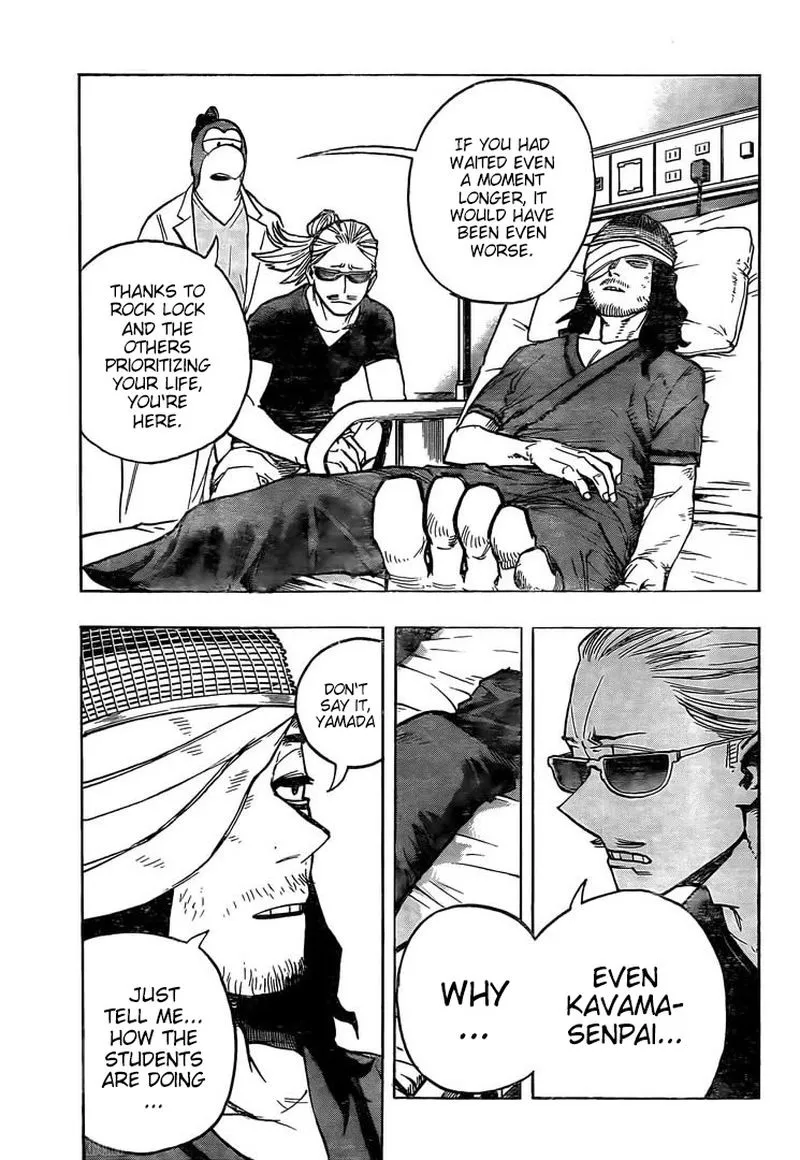 IF YOU HAD
WAITED EVEN
A MOMENT
LONGER, IT
WOULD HAVE
BEEN EVEN
WORSE.
THANKS TO
ROCK LOCK
AND THE
OTHERS
PRIORITIZING
YOUR LIFE,
YOU'RE
HERE.
EVEN
KAVAMA-
SENPAI...
WHY
...
DON'T
SAY IT,
YAMADA
JUST
TELL ME...
HOW THE
STUDENTS
ARE DOING
...